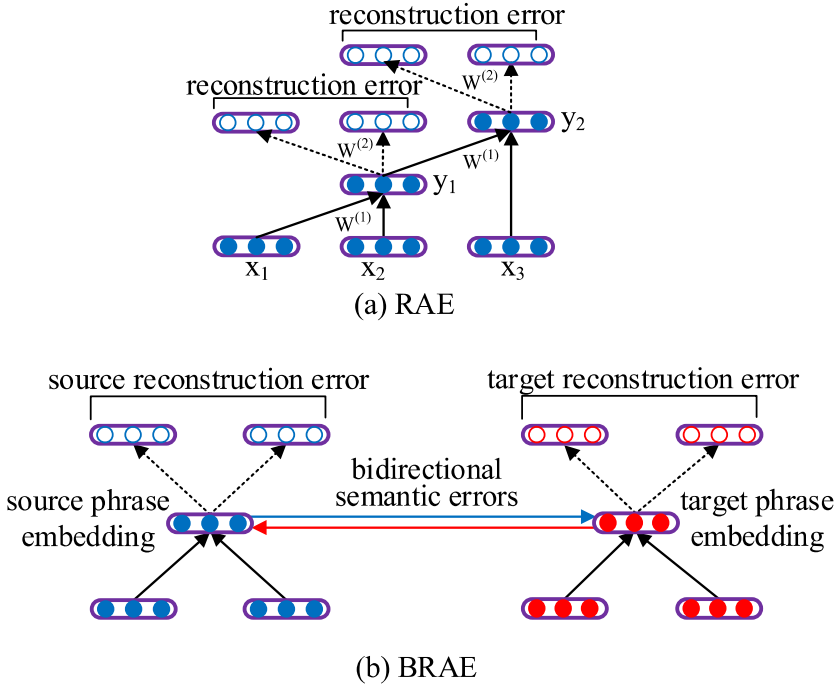 reconstruction error
W(2)
reconstruction error
y2
W(2)
W(1)
y1
W(1)
x1 x2 x3
(a) RAE
source reconstruction error
target reconstruction error
bidirectional
semantic errors
source phrase
embedding
target phrase
embedding
(b) BRAE